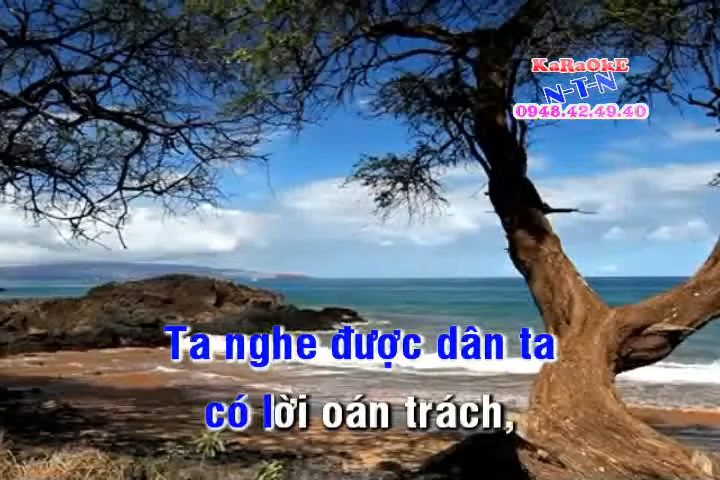 KaRaOkE
N-T-N
0948.42.49.40
Ta nghe được dân ta
có lời oán trách,